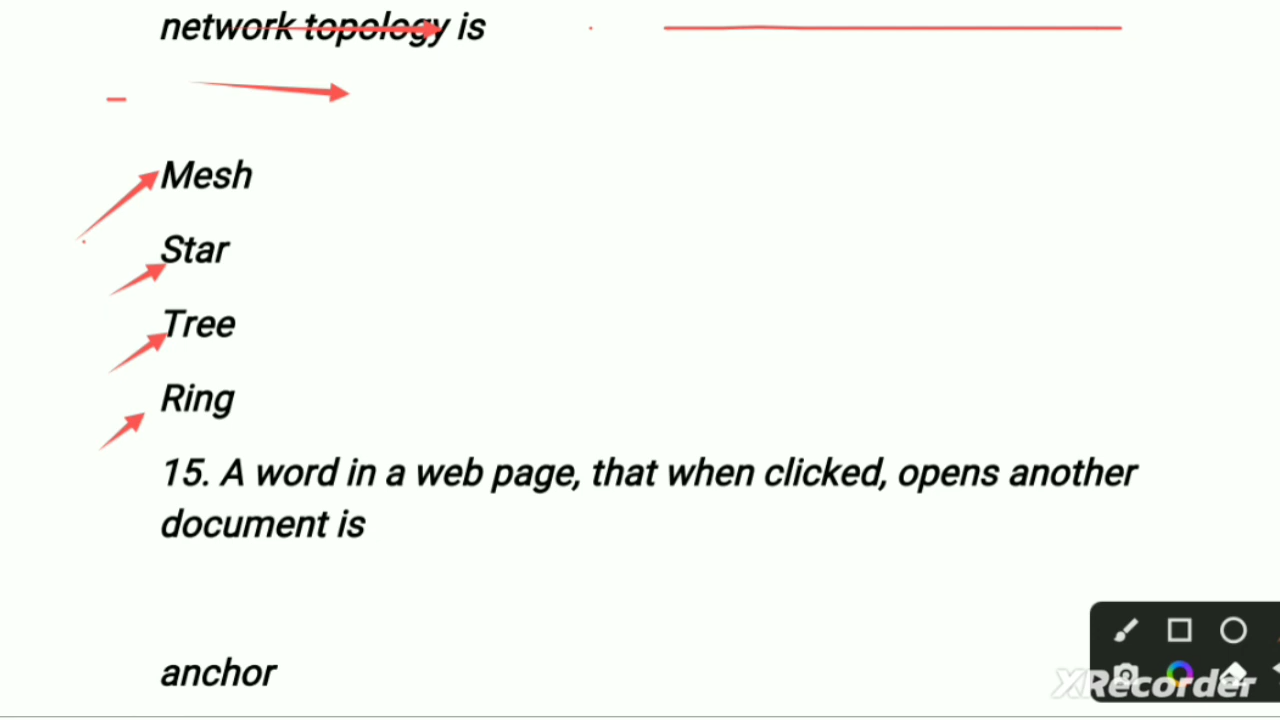 network topology is
Mesh
Star
Tree
Ring
15. A word in a web page, that when clicked, opens another
document is
anchor
XRecorder